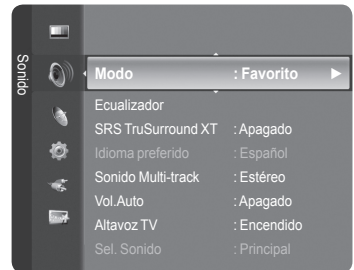 Sonido
Modo : Favorito
Ecualizador
SRS TruSurround XT : Apagado
Idioma preferido : Español
Sonido Multi-track : Estéreo
Vol.Auto : Apagado
Altavoz TV : Encendido
Sel. Sonido : Principal